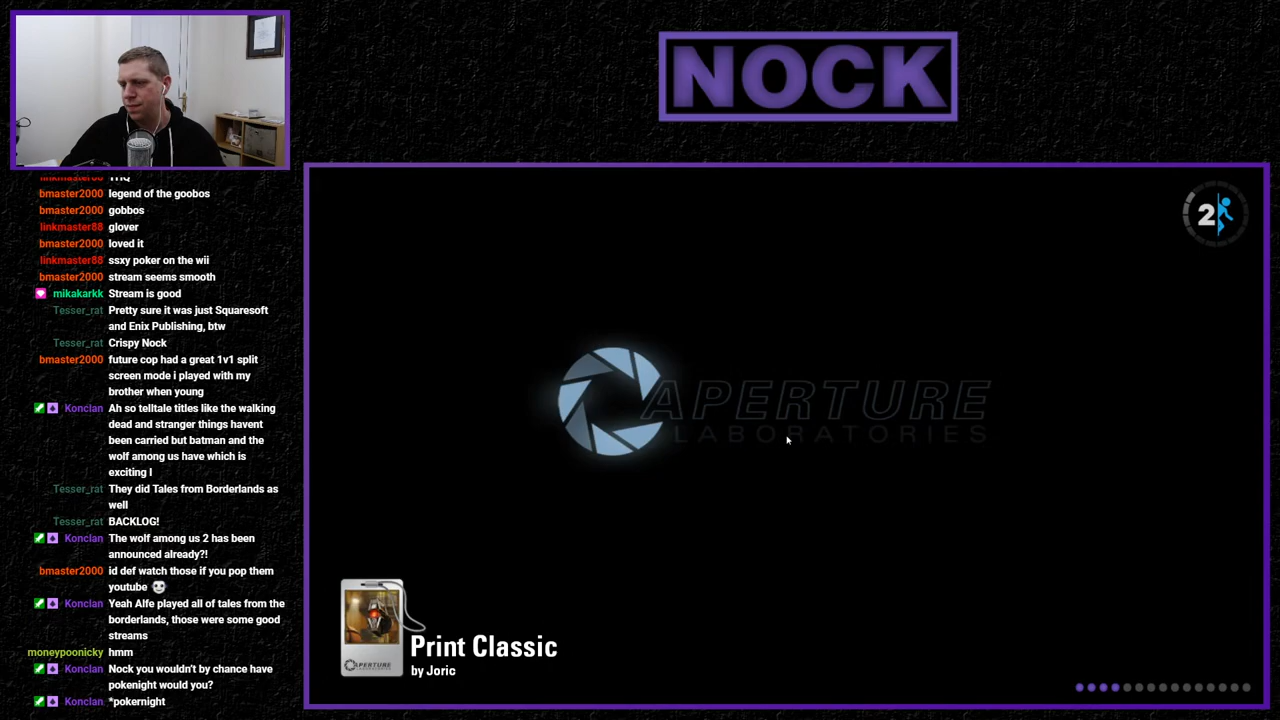 NOCK
linkmaster88 THQ
bmaster2000 legend of the goobos
bmaster2000 gobbos
linkmaster88 glover
bmaster2000 loved it
linkmaster88 ssxy poker on the wii
bmaster2000 stream seems smooth
mikakarkk Stream is good
Tesser_rat Pretty sure it was just Squaresoft
and Enix Publishing, btw
Tesser_rat Crispy Nock
bmaster2000 future cop had a great 1v1 split
screen mode i played with my
brother when young
Konclan Ah so telltale titles like the walking
dead and stranger things havent
been carried but batman and the
wolf among us have which is
exciting I
Tesser_rat They did Tales from Borderlands as
well
Tesser_rat BACKLOG!
Konclan The wolf among us 2 has been
announced already?!
bmaster2000 id def watch those if you pop them
youtube
Konclan Yeah Alfe played all of tales from the
borderlands, those were some good
streams
moneypoonicky hmm
Konclan Nock you wouldn't by chance have
pokenight would you?
Konclan *pokernight
2
APERTURE
LABORATORIES
APERTURE
Print Classic
by Joric